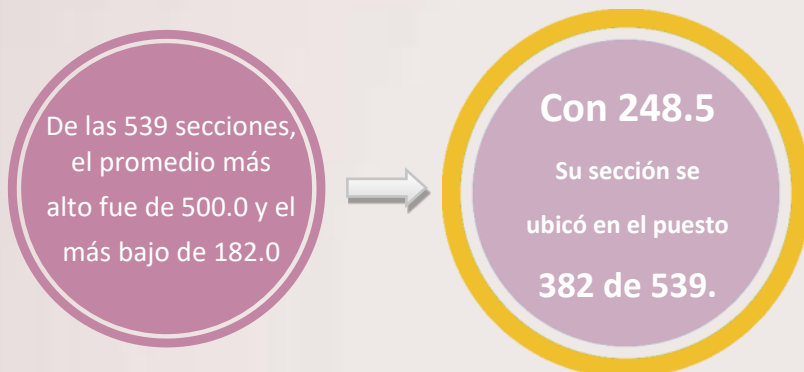 De las 539 secciones,
el promedio más
alto fue de 500.0 y el
más bajo de 182.0
Con 248.5
Su sección se
ubicó en el puesto
382 de 539.